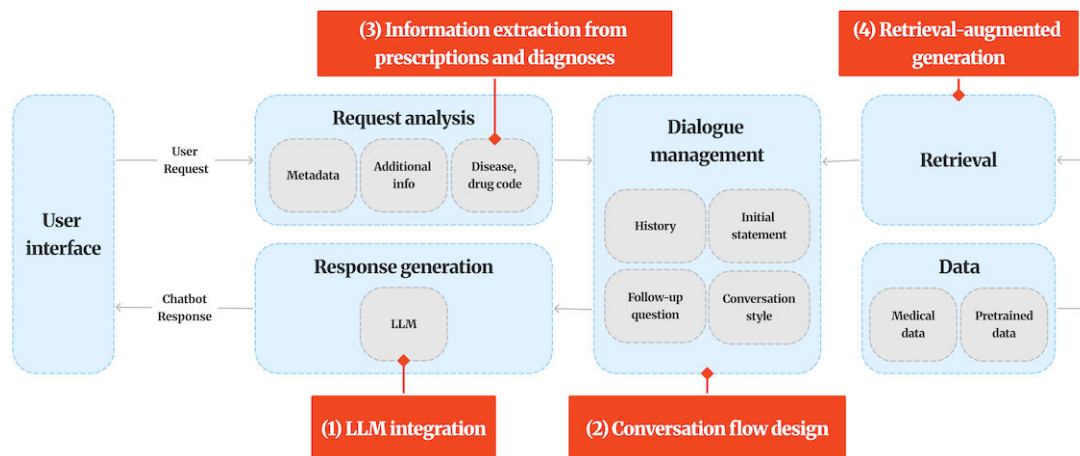 (3) Information extraction from
prescriptions and diagnoses
(4) Retrieval-augmented
generation
User
interface
User
Request
Request analysis
Metadata
Additional
info
Disease,
drug code
Dialogue
management
History
Initial
statement
Follow-up
question
Conversation
style
Retrieval
Chatbot
Response
Response generation
LLM
Data
Medical
data
Pretrained
data
(1) LLM integration
(2) Conversation flow design